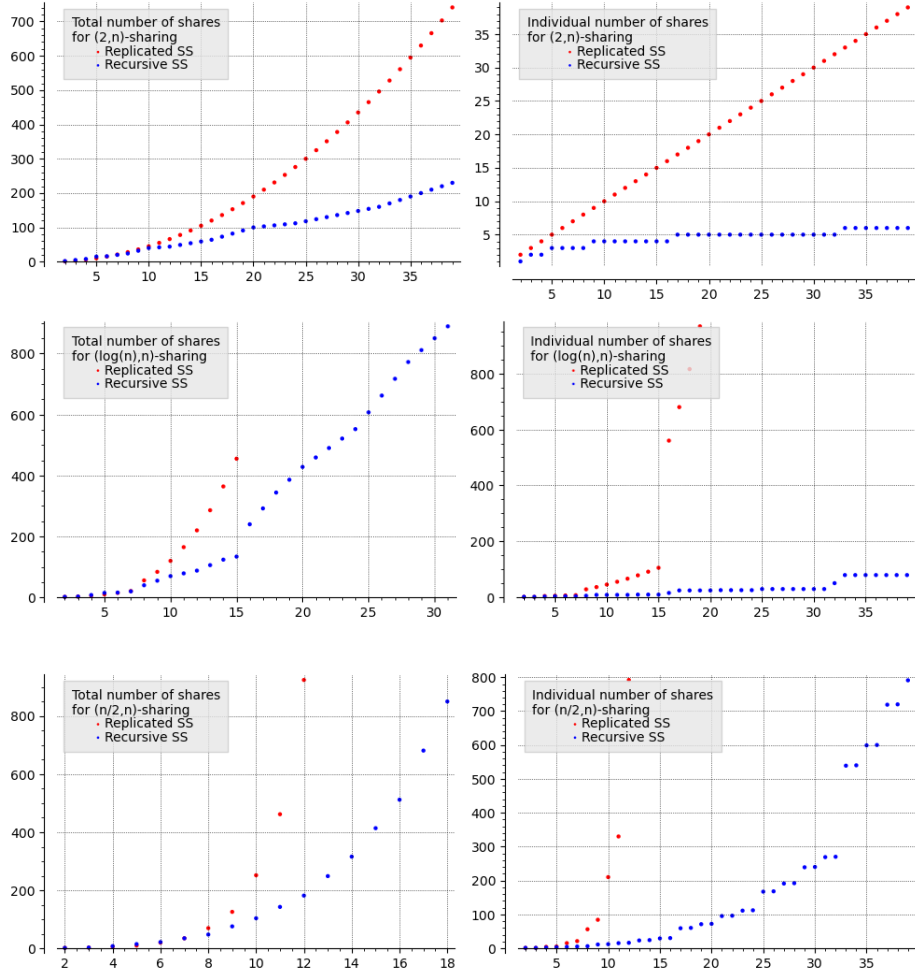 Total number of shares
for (2,n)-sharing
Replicated SS
Recursive SS
700
600
500
400
300
200
100
0
5 10 15 20 25 30 35
Individual number of shares
for (2,n)-sharing
Replicated SS
Recursive SS
35
30
25
20
15
10
5
5 10 15 20 25 30 35
Total number of shares
for (log(n),n)-sharing
Replicated SS
Recursive SS
800
600
400
200
0
5 10 15 20 25 30
Individual number of shares
for (log(n),n)-sharing
Replicated SS
Recursive SS
800
600
400
200
0
5 10 15 20 25 30 35
Total number of shares
for (n/2,n)-sharing
Replicated SS
Recursive SS
800
600
400
200
0
2 4 6 8 10 12 14 16 18
Individual number of shares
for (n/2,n)-sharing
Replicated SS
Recursive SS
800
700
600
500
400
300
200
100
0
5 10 15 20 25 30 35